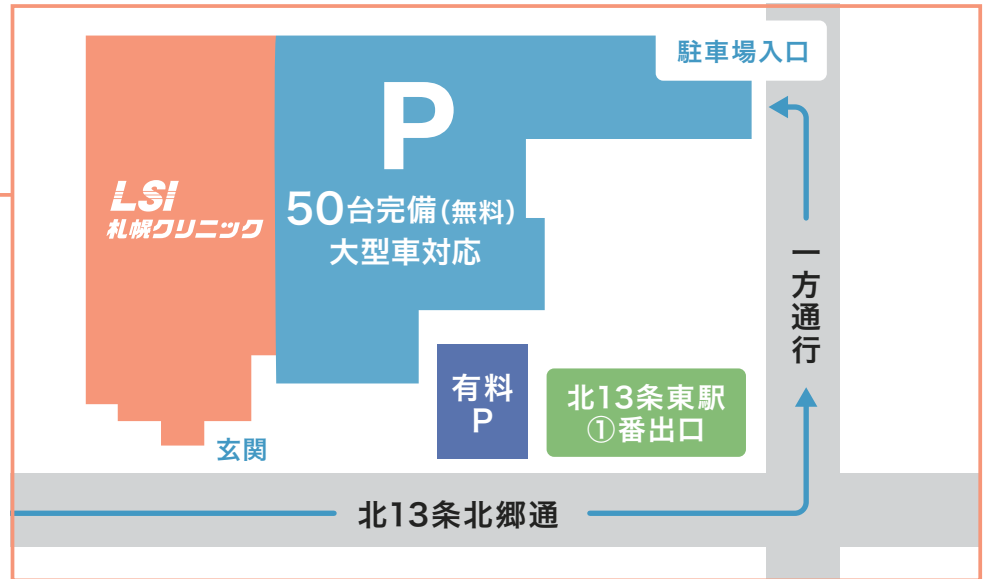 駐車場入口
P
50台完備(無料)
大型車対応
LSI
札幌クリニック
一方通行
有料
P
北13条東駅
①番出口
玄関
北13条北郷通